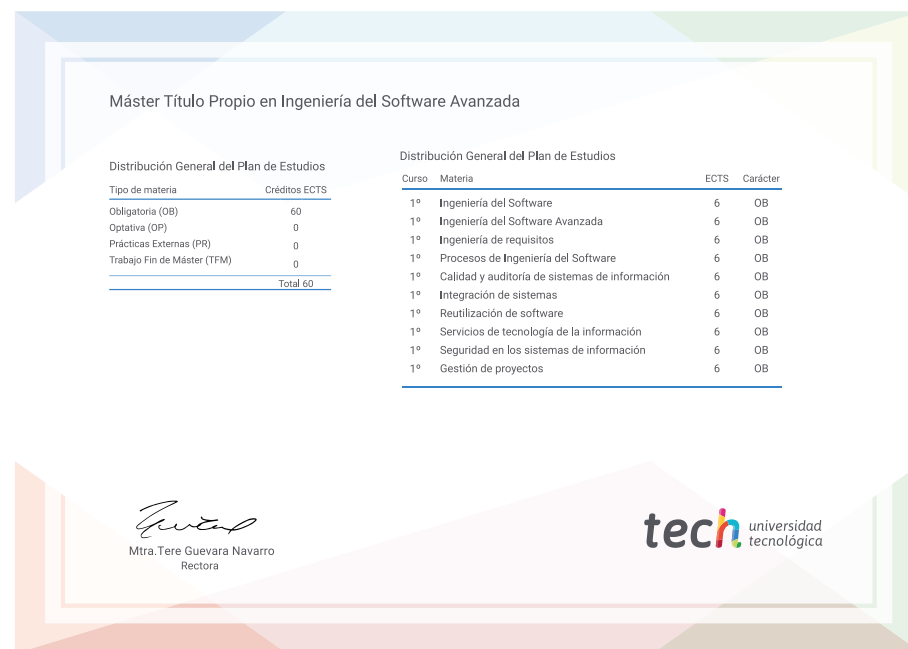 Máster Título Propio en Ingeniería del Software Avanzada
Distribución General del Plan de Estudios
Tipo de materia Créditos ECTS
Obligatoria (OB) 60
Optativa (OP) 0
Prácticas Externas (PR) 0
Trabajo Fin de Máster (TFM) 0
Total 60
Distribución General del Plan de Estudios
Curso Materia ECTS Carácter
1º Ingeniería del Software 6 OB
1º Ingeniería del Software Avanzada 6 OB
1º Ingeniería de requisitos 6 OB
1º Procesos de Ingeniería del Software 6 OB
1º Calidad y auditoría de sistemas de información 6 OB
1º Integración de sistemas 6 OB
1º Reutilización de software 6 OB
1º Servicios de tecnología de la información 6 OB
1º Seguridad en los sistemas de información 6 OB
1º Gestión de proyectos 6 OB
Mtra.Tere Guevara Navarro
Rectora
tech universidad
tecnológica